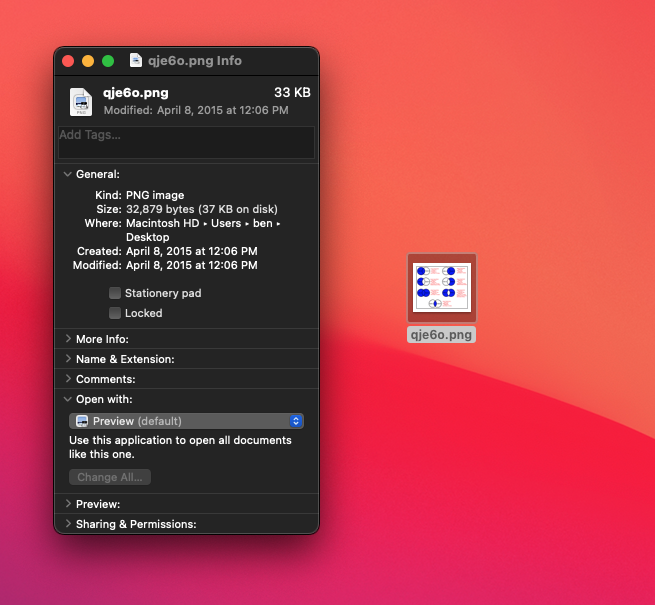 qje6o.png Info
qje6o.png 33 KB
Modified: April 8, 2015 at 12:06 PM
Add Tags...
General:
Kind: PNG image
Size: 32,879 bytes (37 KB on disk)
Where: Macintosh HD ▸ Users ▸ ben ▸
Desktop
Created: April 8, 2015 at 12:06 PM
Modified: April 8, 2015 at 12:06 PM
Stationery pad
Locked
More Info:
Name & Extension:
Comments:
Open with:
Preview (default)
Use this application to open all documents
like this one.
Change All...
Preview:
Sharing & Permissions:
PNG
qje6o.png